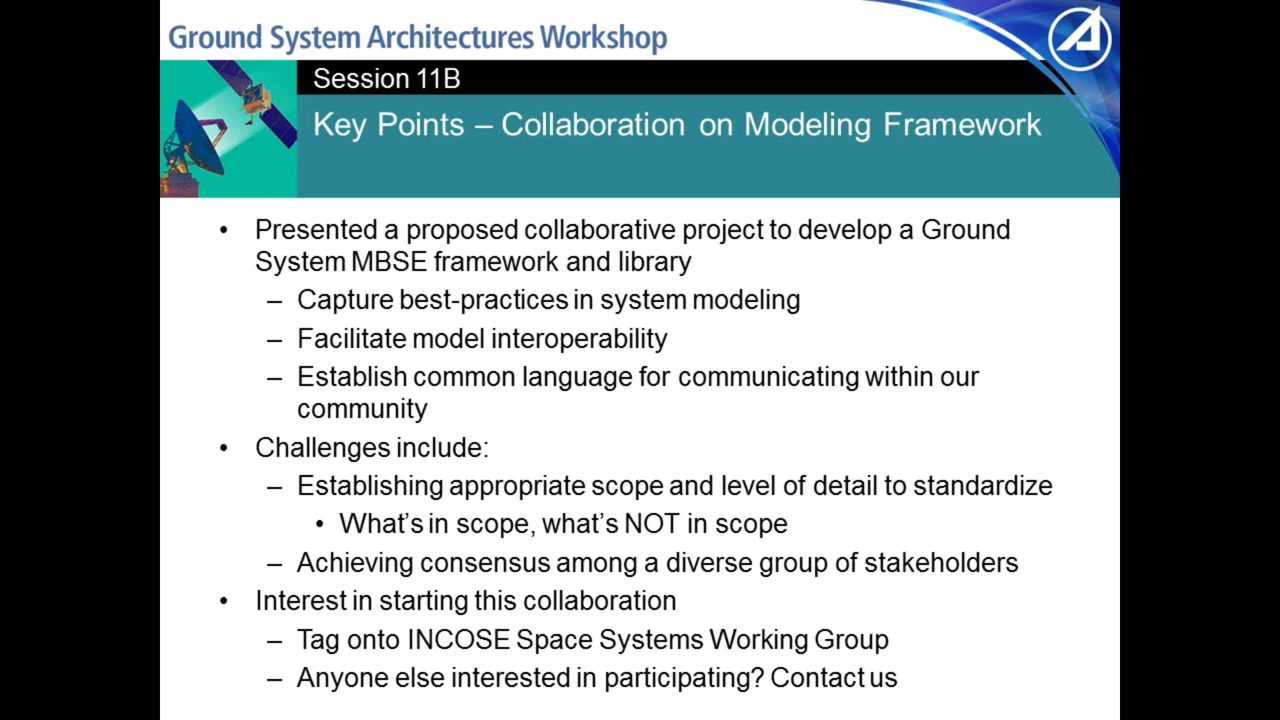 Ground System Architectures Workshop
Session 11B
Key Points – Collaboration on Modeling Framework
• Presented a proposed collaborative project to develop a Ground
System MBSE framework and library
– Capture best-practices in system modeling
– Facilitate model interoperability
– Establish common language for communicating within our
community
• Challenges include:
– Establishing appropriate scope and level of detail to standardize
• What's in scope, what's NOT in scope
– Achieving consensus among a diverse group of stakeholders
• Interest in starting this collaboration
– Tag onto INCOSE Space Systems Working Group
– Anyone else interested in participating? Contact us